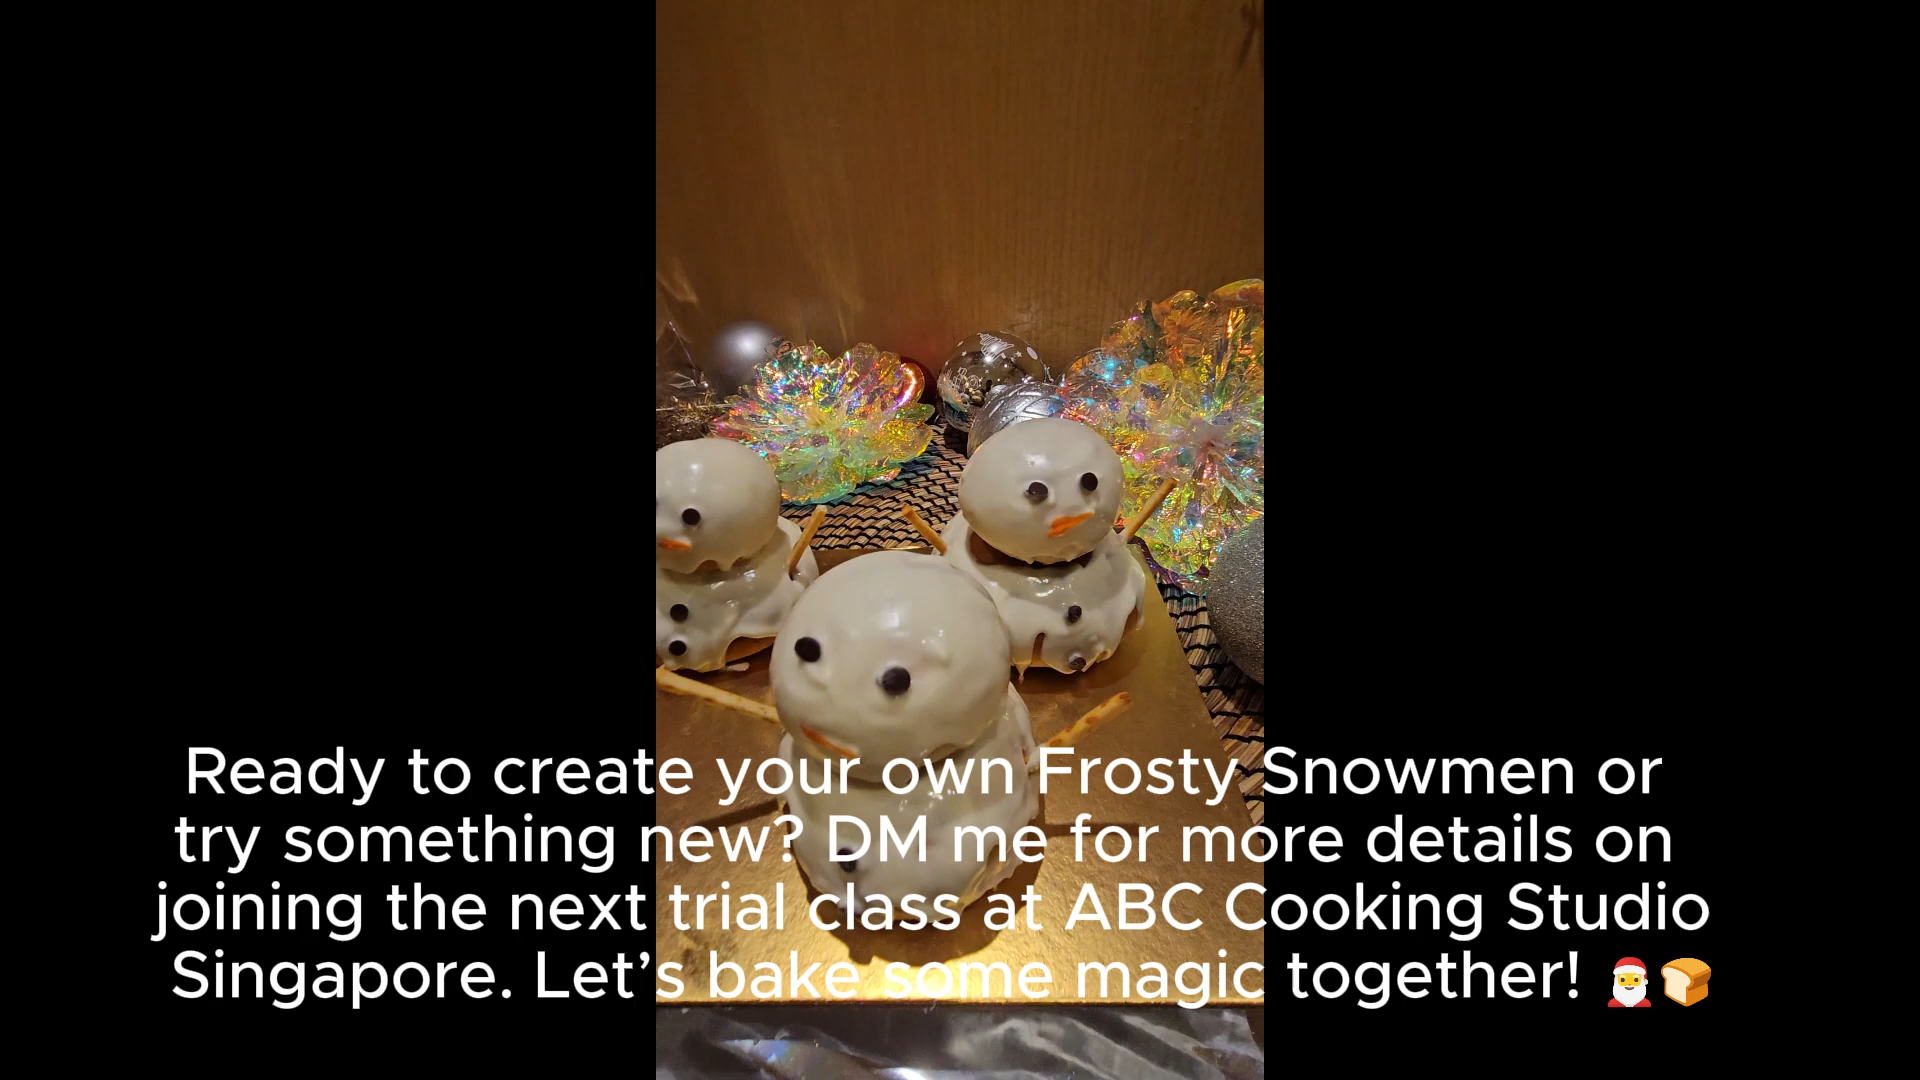 Ready to create your own Frosty Snowmen or
try something new? DM me for more details on
joining the next trial class at ABC Cooking Studio
Singapore. Let’s bake some magic together! 🎅🍞